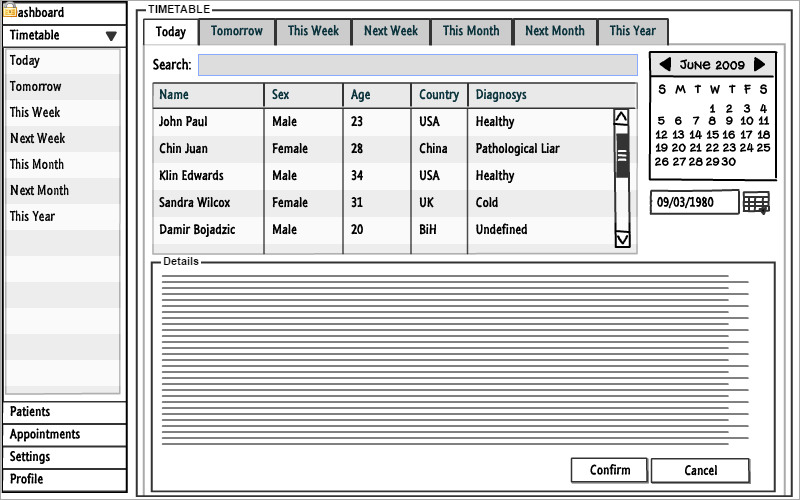 ashboard
Timetable
Today
Tomorrow
This Week
Next Week
This Month
Next Month
This Year
Patients
Appointments
Settings
Profile
TIMETABLE
Today Tomorrow This Week Next Week This Month Next Month This Year
Search:
Name Sex Age Country Diagnosys
John Paul Male 23 USA Healthy
Chin Juan Female 28 China Pathological Liar
Klin Edwards Male 34 USA Healthy
Sandra Wilcox Female 31 UK Cold
Damir Bojadzic Male 20 BiH Undefined
JUNE 2009
S M T W T F S
1 2 3 4
5 6 7 8 9 10 11
12 13 14 15 16 17 18
19 20 21 22 23 24 25
26 27 28 29 30
09/03/1980
Details
Confirm Cancel